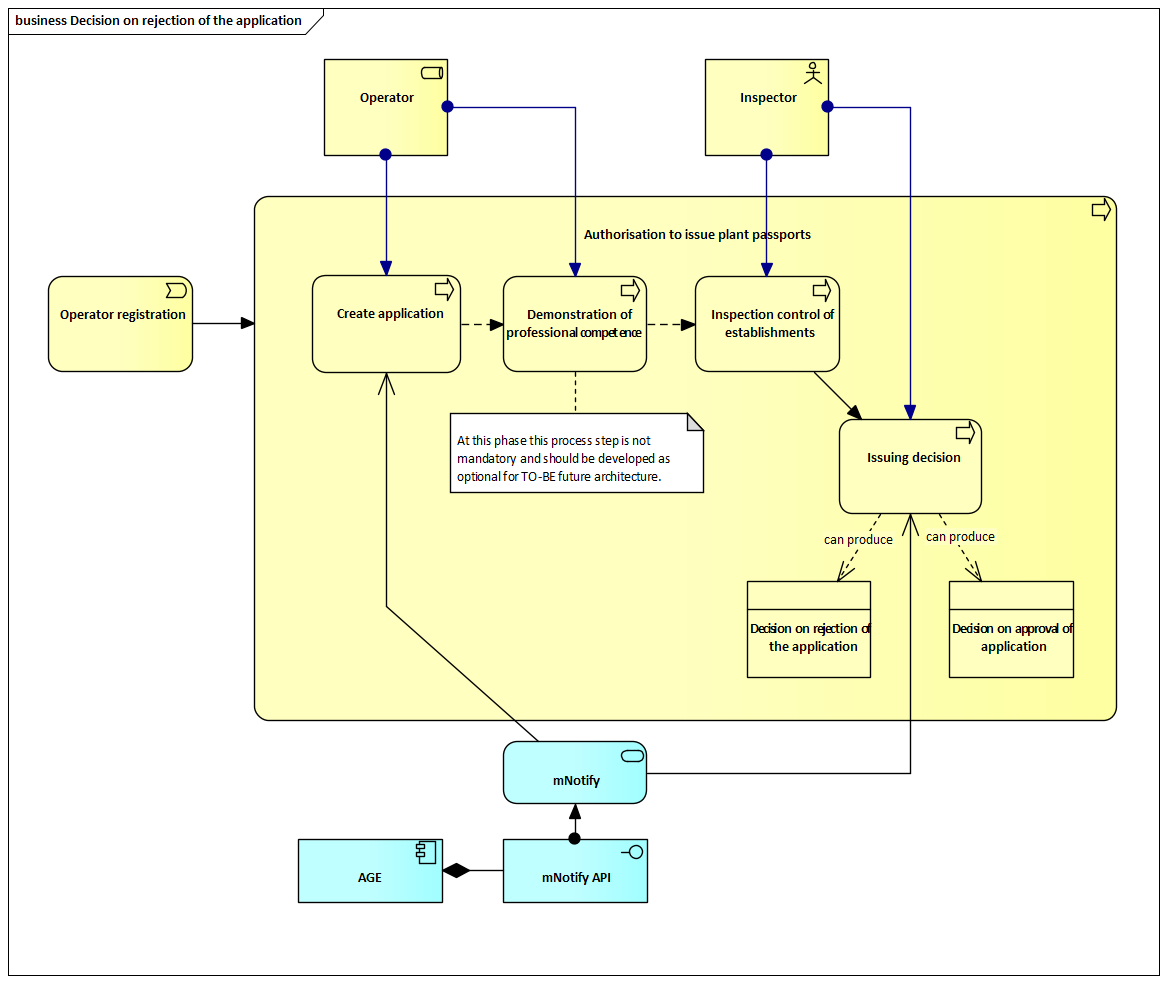 business Decision on rejection of the application
Operator
Inspector
Authorisation to issue plant passports
Operator registration
Create application
Demonstration of
professional competence
Inspection control of
establishments
At this phase this process step is not
mandatory and should be developed as
optional for TO-BE future architecture.
Issuing decision
can produce
can produce
Decision on rejection of
the application
Decision on approval of
application
mNotify
AGE
mNotify API